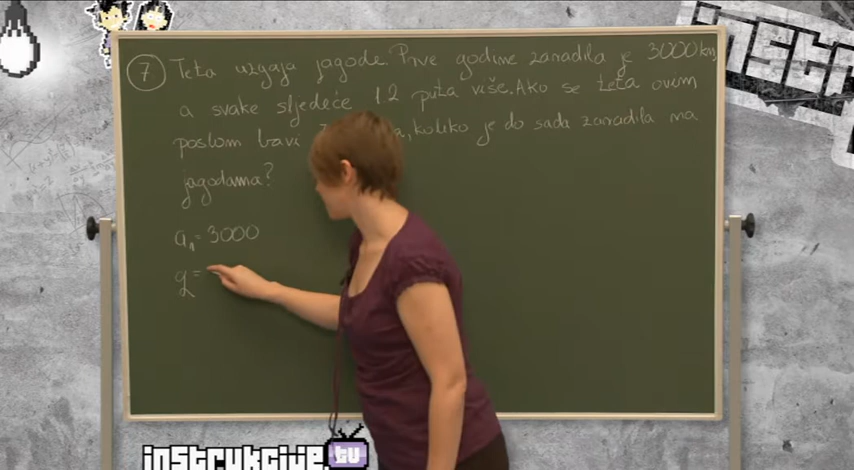 7 Teta uzgaja jagode. Prve godine zaradila je 3000 kn,
a svake sljedeće 1.2 puta više. Ako se teta ovom
poslom bavi koliko je do sada zaradila na
jagodama?
a₁ = 3000
q =
instrukcije.tv